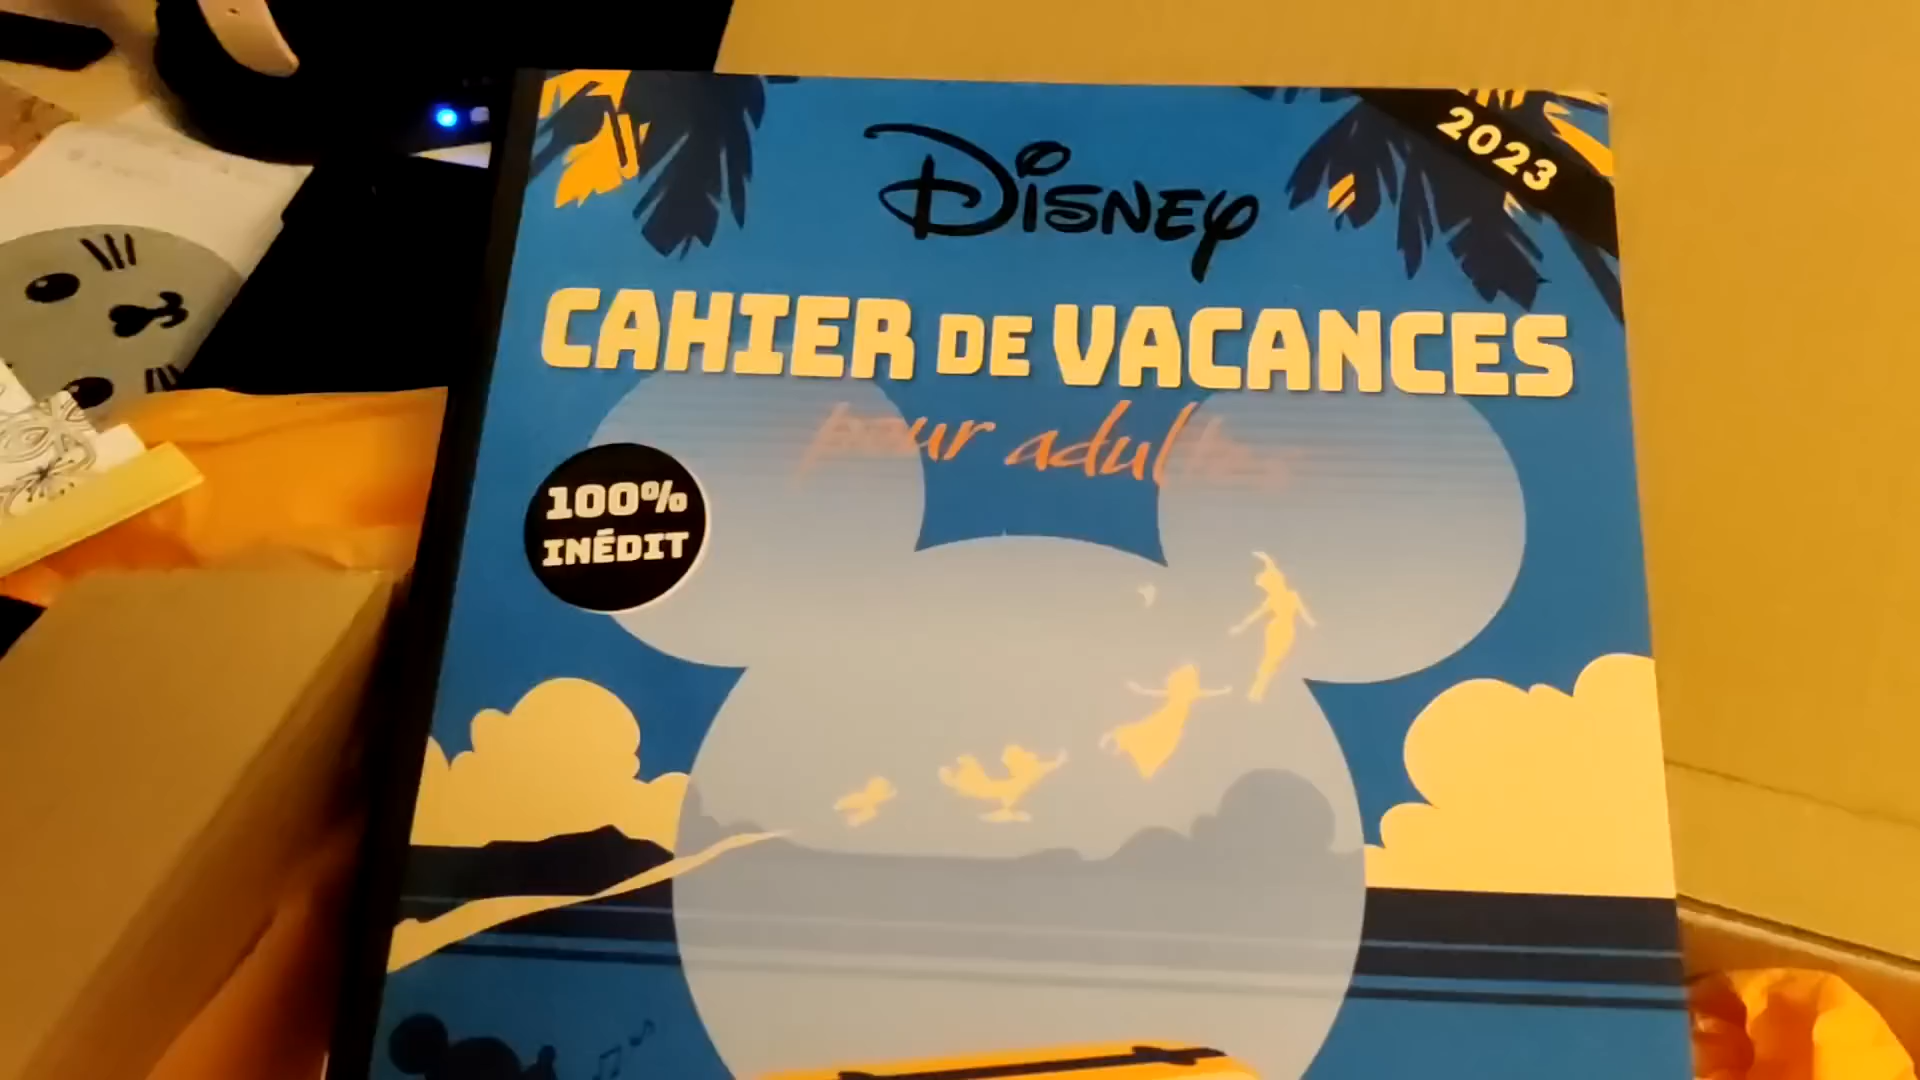 2023
Disney
CAHIER DE VACANCES
pour adultes
100%
INÉDIT